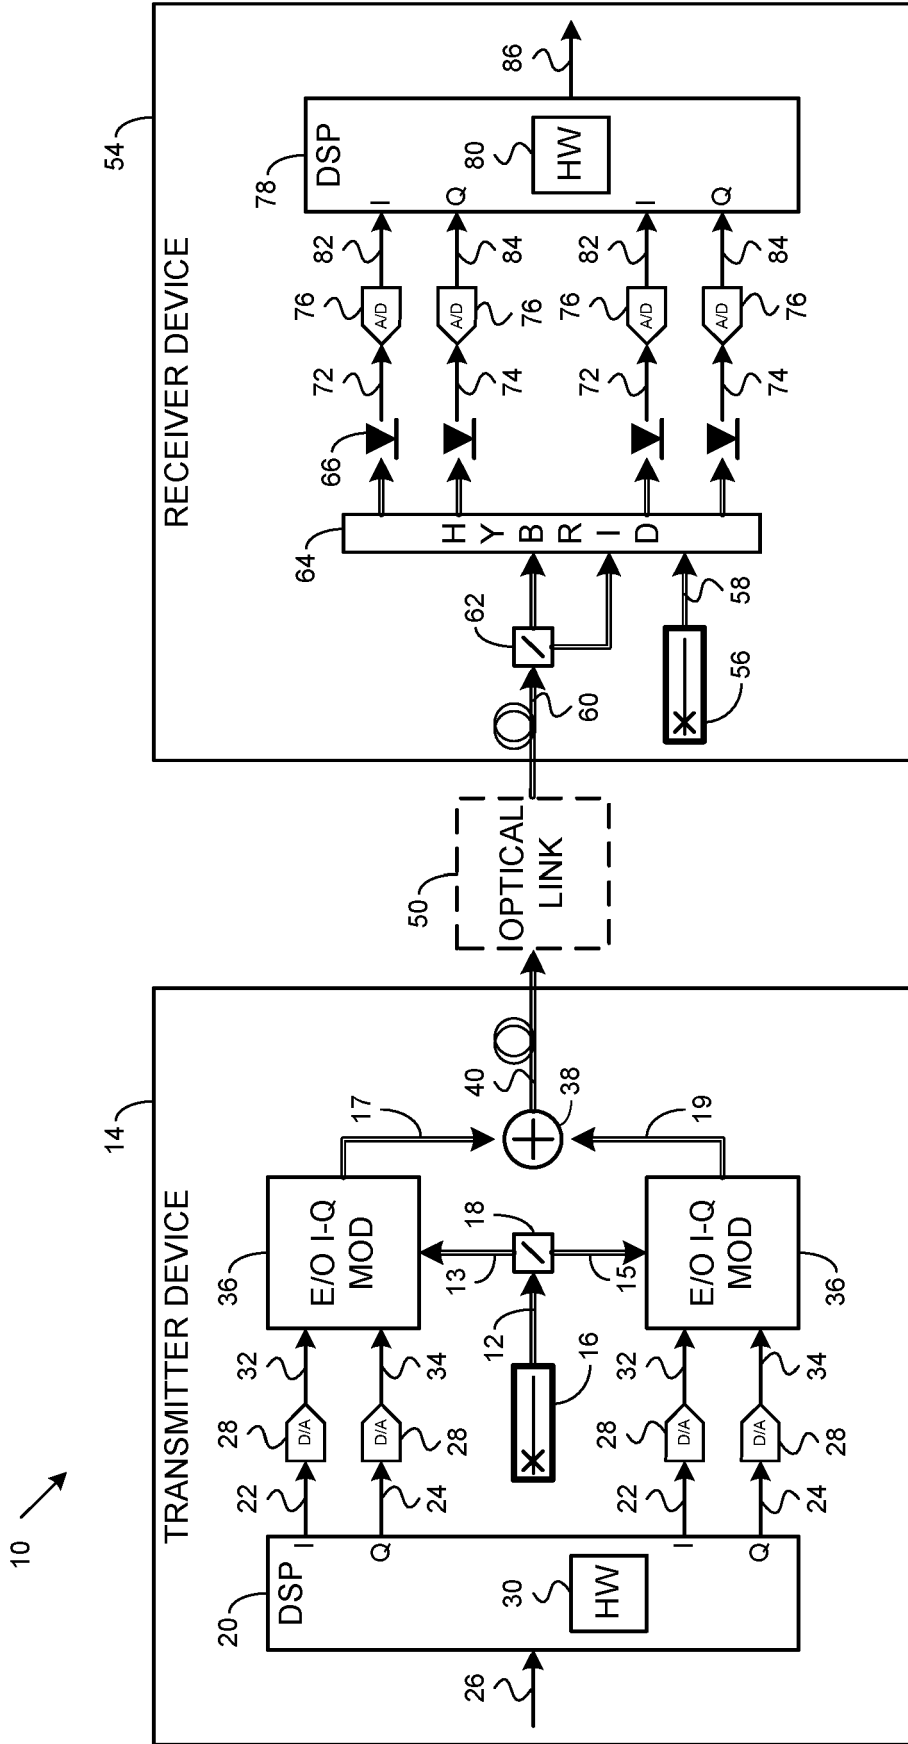 10
TRANSMITTER DEVICE
14
20
DSP
I
Q
22
28
D/A
32
36
E/O I-Q
MOD
17
24
28
D/A
34
26
30
HW
12
16
13
18
15
40
38
19
22
28
D/A
32
36
E/O I-Q
MOD
I
Q
24
28
D/A
34
50
OPTICAL
LINK
RECEIVER DEVICE
54
60
62
64
HYBRID
56
58
66
72
76
A/D
82
I
74
76
A/D
84
Q
72
76
A/D
82
I
74
76
A/D
84
Q
78
DSP
80
HW
86